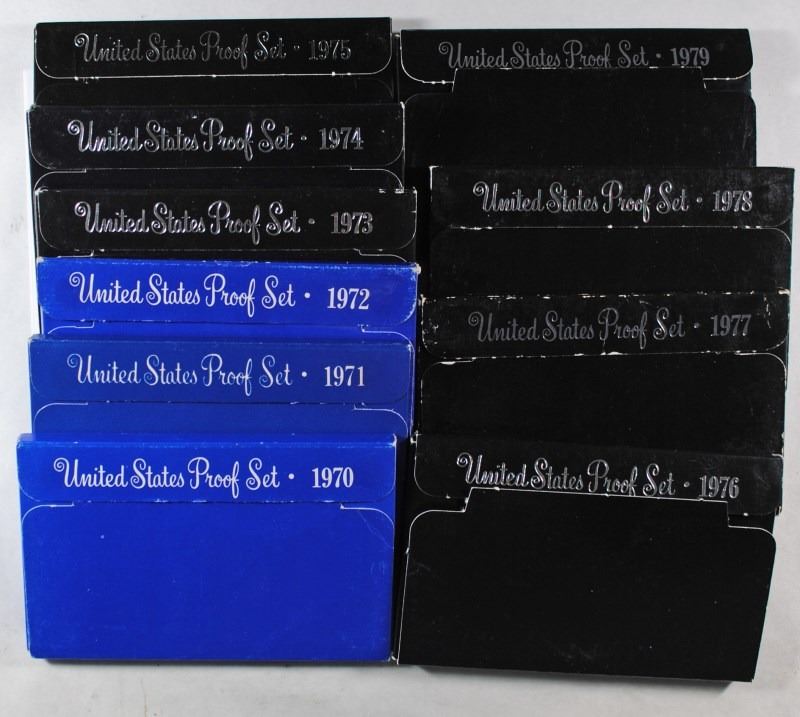 United States Proof Set · 1975
United States Proof Set · 1974
United States Proof Set · 1973
United States Proof Set · 1972
United States Proof Set · 1971
United States Proof Set · 1970
United States Proof Set · 1979
United States Proof Set · 1978
United States Proof Set · 1977
United States Proof Set · 1976